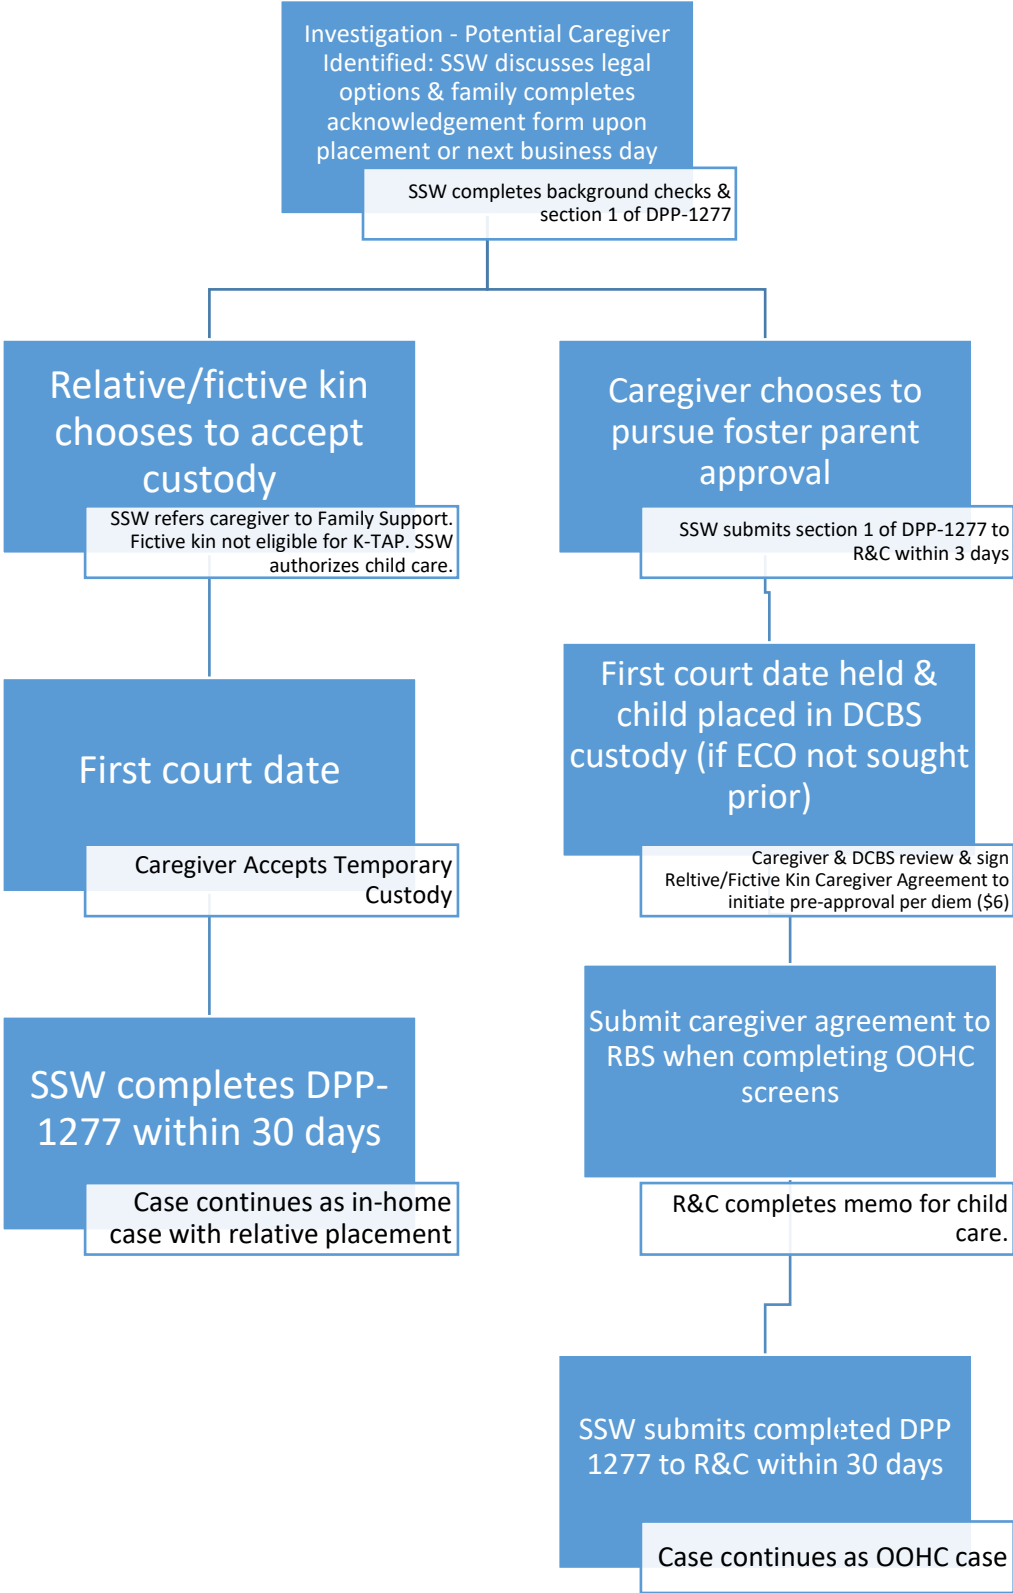 Investigation - Potential Caregiver
Identified: SSW discusses legal
options & family completes
acknowledgement form upon
placement or next business day
SSW completes background checks &
section 1 of DPP-1277
Relative/fictive kin
chooses to accept
custody
SSW refers caregiver to Family Support.
Fictive kin not eligible for K-TAP. SSW
authorizes child care.
First court date
Caregiver Accepts Temporary
Custody
SSW completes DPP-
1277 within 30 days
Case continues as in-home
case with relative placement
Caregiver chooses to
pursue foster parent
approval
SSW submits section 1 of DPP-1277 to
R&C within 3 days
First court date held &
child placed in DCBS
custody (if ECO not sought
prior)
Caregiver & DCBS review & sign
Reltive/Fictive Kin Caregiver Agreement to
initiate pre-approval per diem ($6)
Submit caregiver agreement to
RBS when completing OOHC
screens
R&C completes memo for child
care.
SSW submits completed DPP
1277 to R&C within 30 days
Case continues as OOHC case